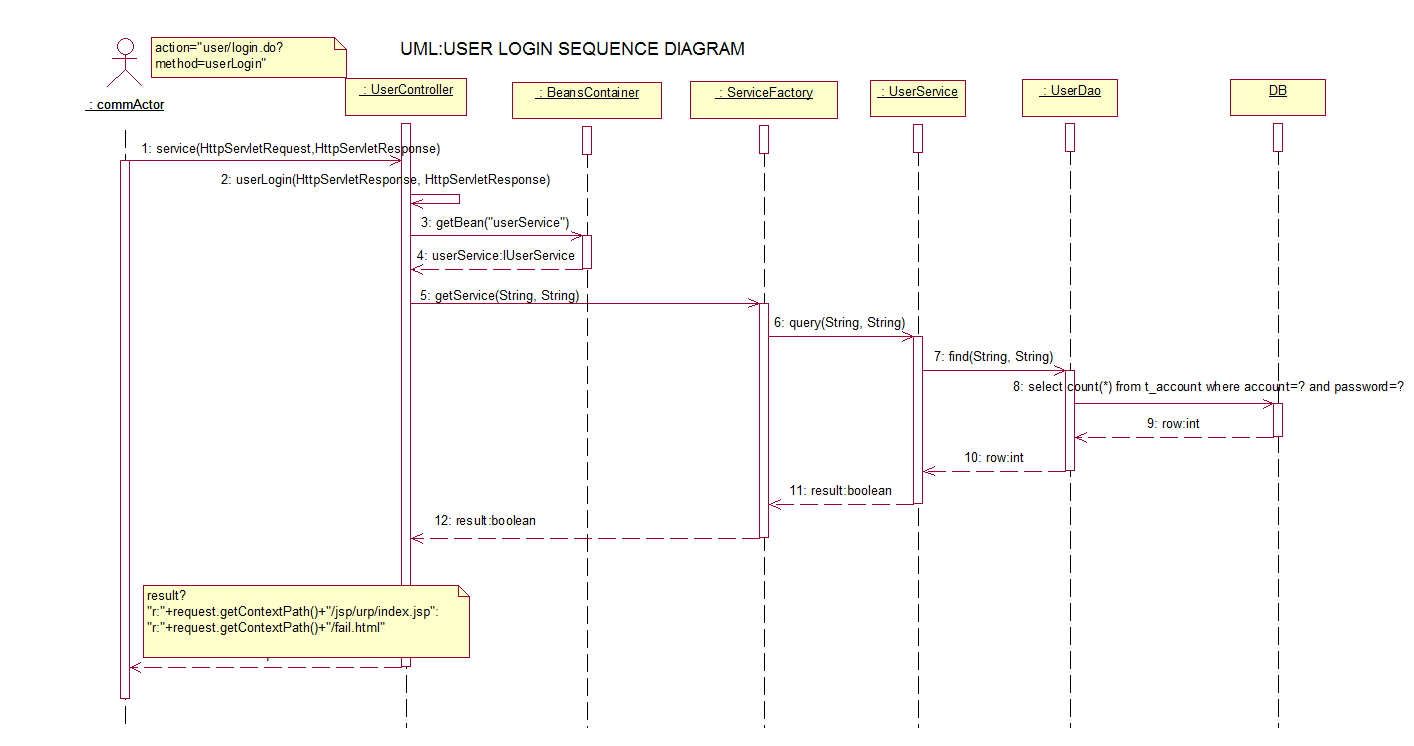 UML:USER LOGIN SEQUENCE DIAGRAM
action="user/login.do?
method=userLogin"
: commActor
: UserController
: BeansContainer
: ServiceFactory
: UserService
: UserDao
DB
1: service(HttpServletRequest,HttpServletResponse)
2: userLogin(HttpServletResponse, HttpServletResponse)
3: getBean("userService")
4: userService:IUserService
5: getService(String, String)
6: query(String, String)
7: find(String, String)
8: select count(*) from t_account where account=? and password=?
9: row:int
10: row:int
11: result:boolean
12: result:boolean
result?
"r:"+request.getContextPath()+"/jsp/urp/index.jsp":
"r:"+request.getContextPath()+"/fail.html"